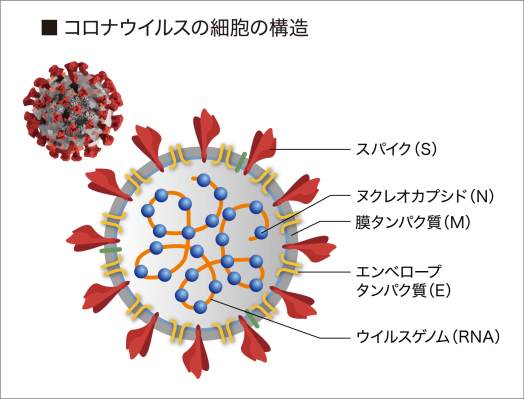 ■ コロナウイルスの細胞の構造
スパイク(S)
ヌクレオカプシド(N)
膜タンパク質(M)
エンベロープ
タンパク質(E)
ウイルスゲノム(RNA)